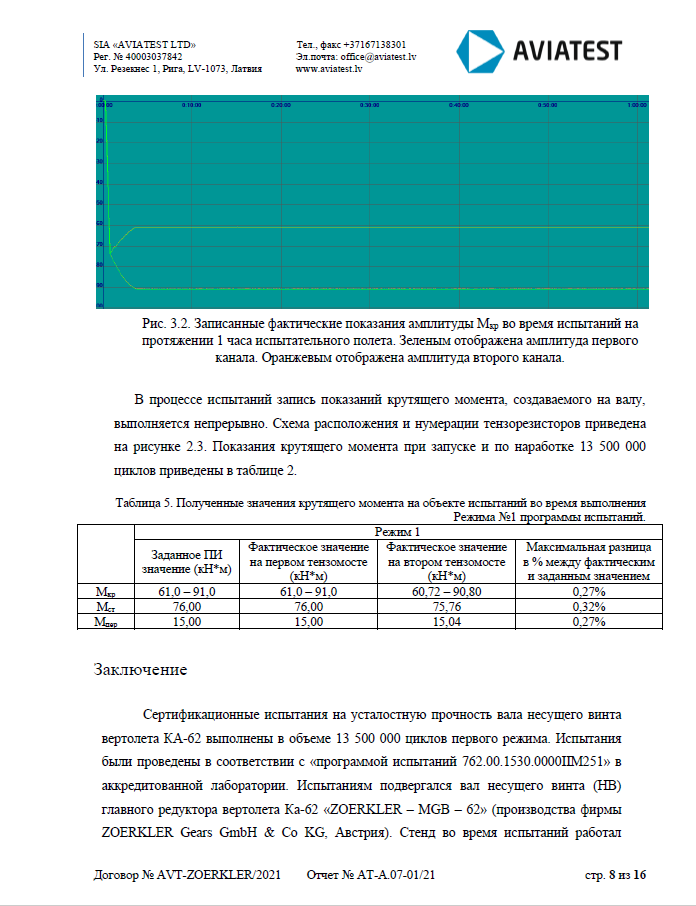 SIA «AVIATEST LTD»
Рег. № 40003037842
Ул. Резекнес 1, Рига, LV-1073, Латвия
Тел., факс +37167138301
Эл.почта: office@aviatest.lv
www.aviatest.lv
AVIATEST
0:10:00 0:20:00 0:30:00 0:40:00 0:50:00 1:00:00
10
20
30
40
50
60
70
80
90
Рис. 3.2. Записанные фактические показания амплитуды Мкр во время испытаний на
протяжении 1 часа испытательного полета. Зеленым отображена амплитуда первого
канала. Оранжевым отображена амплитуда второго канала.
В процессе испытаний запись показаний крутящего момента, создаваемого на валу,
выполняется непрерывно. Схема расположения и нумерации тензорезисторов приведена
на рисунке 2.3. Показания крутящего момента при запуске и по наработке 13 500 000
циклов приведены в таблице 2.
Таблица 5. Полученные значения крутящего момента на объекте испытаний во время выполнения
Режима №1 программы испытаний.
Режим 1
Заданное ПИ
значение (кН*м)
Фактическое значение
на первом тензомосте
(кН*м)
Фактическое значение
на втором тензомосте
(кН*м)
Максимальная разница
в % между фактическим
и заданным значением
Мкр 61,0 – 91,0 61,0 – 91,0 60,72 – 90,80 0,27%
Мст 76,00 76,00 75,76 0,32%
Мпер 15,00 15,00 15,04 0,27%
Заключение
Сертификационные испытания на усталостную прочность вала несущего винта
вертолета КА-62 выполнены в объеме 13 500 000 циклов первого режима. Испытания
были проведены в соответствии с «программой испытаний 762.00.1530.0000ПМ251» в
аккредитованной лаборатории. Испытаниям подвергался вал несущего винта (НВ)
главного редуктора вертолета Ка-62 «ZOERKLER – MGB – 62» (производства фирмы
ZOERKLER Gears GmbH & Co KG, Австрия). Стенд во время испытаний работал
Договор № AVT-ZOERKLER/2021 Отчет № AT-A.07-01/21 стр. 8 из 16